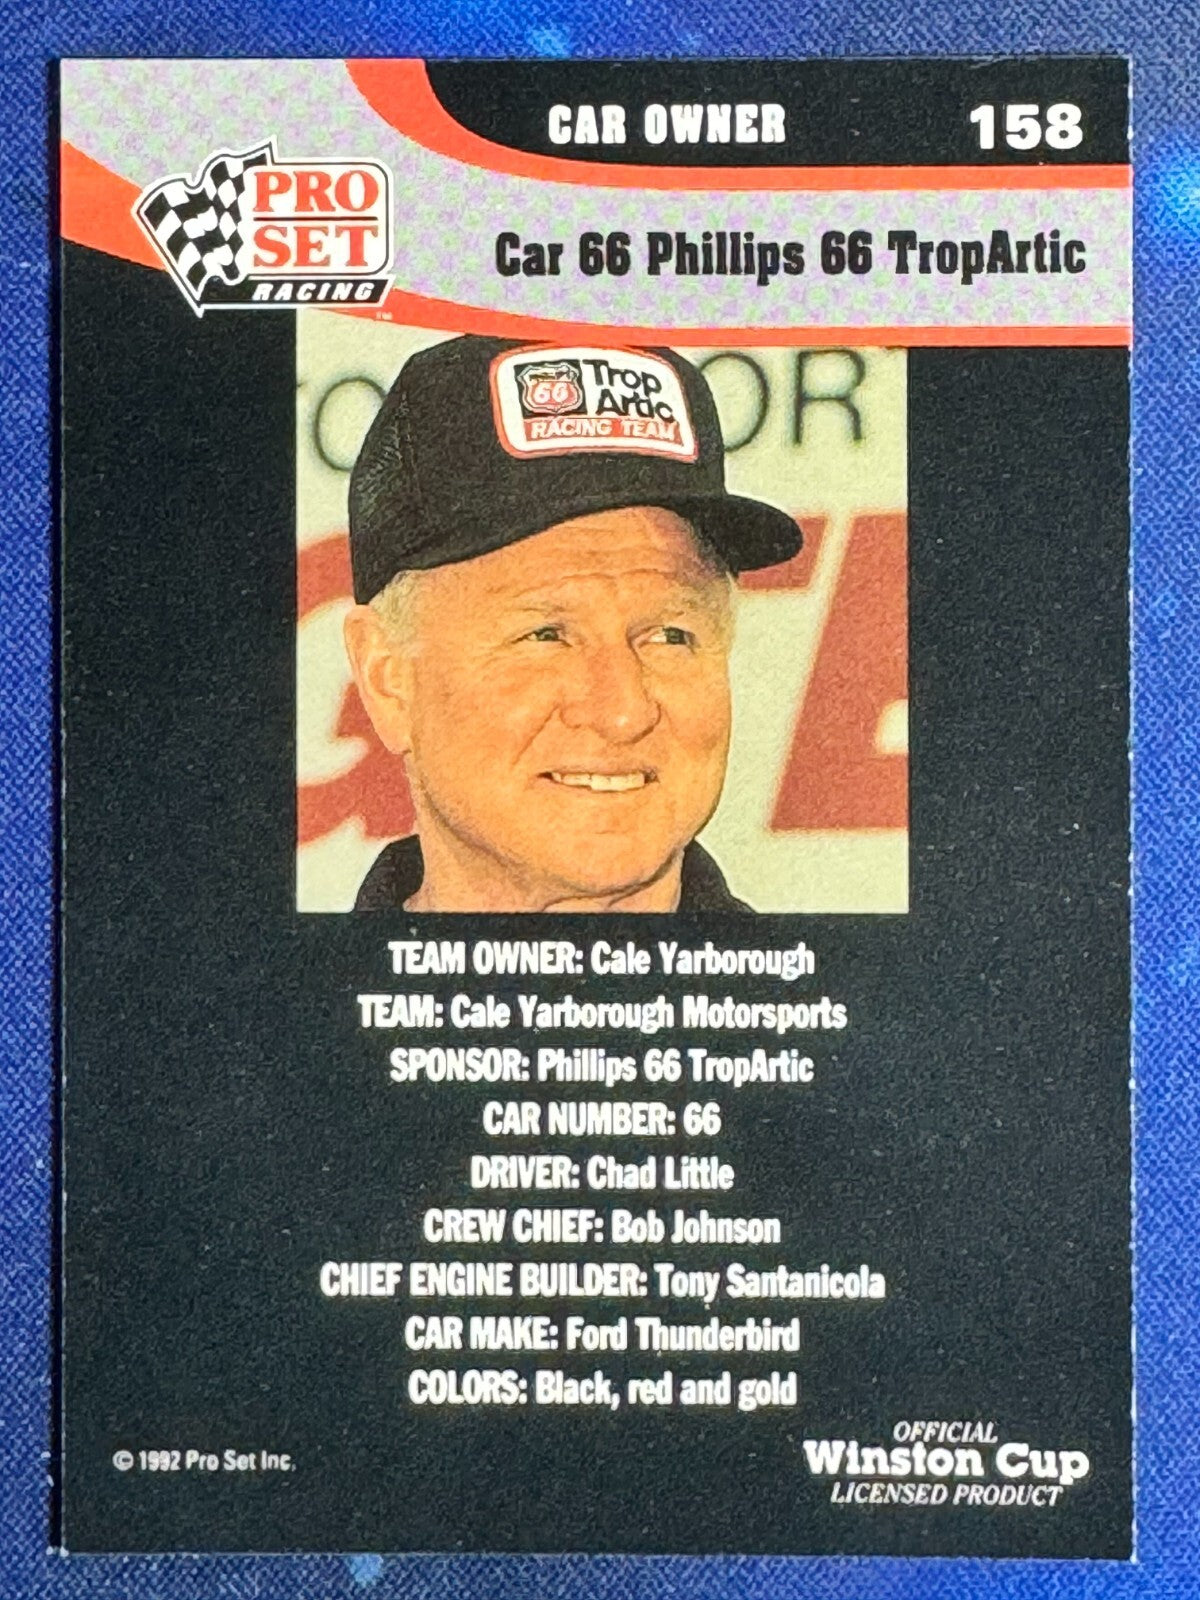 CAR OWNER
158
PRO
SET
RACING
™
Car 66 Phillips 66 TropArtic
66
Trop
Artic
RACING TEAM
OR
TEAM OWNER: Cale Yarborough
TEAM: Cale Yarborough Motorsports
SPONSOR: Phillips 66 TropArtic
CAR NUMBER: 66
DRIVER: Chad Little
CREW CHIEF: Bob Johnson
CHIEF ENGINE BUILDER: Tony Santanicola
CAR MAKE: Ford Thunderbird
COLORS: Black, red and gold
© 1992 Pro Set Inc.
OFFICIAL
Winston Cup
LICENSED PRODUCT